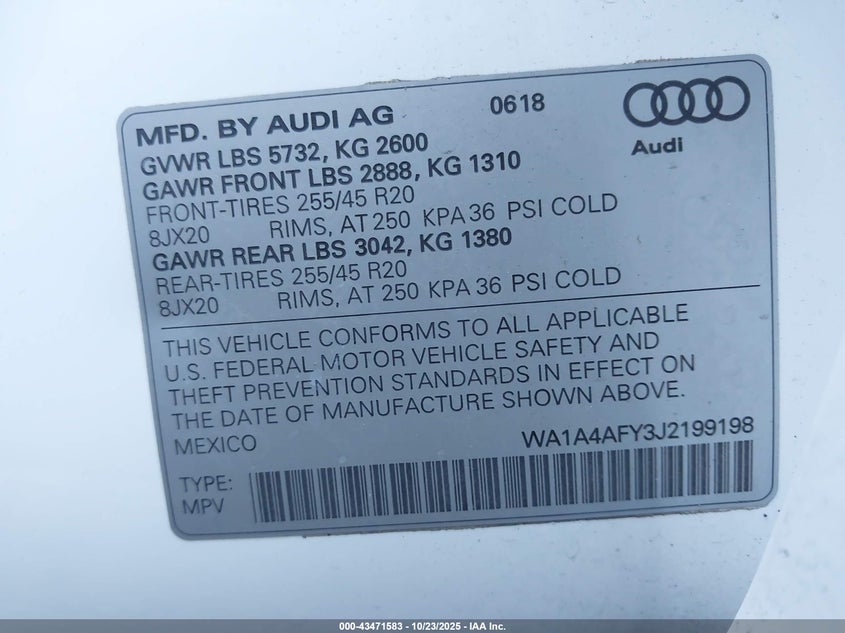 MFD. BY AUDI AG 0618
Audi
GVWR LBS 5732, KG 2600
GAWR FRONT LBS 2888, KG 1310
FRONT-TIRES 255/45 R20
8JX20 RIMS, AT 250 KPA 36 PSI COLD
GAWR REAR LBS 3042, KG 1380
REAR-TIRES 255/45 R20
8JX20 RIMS, AT 250 KPA 36 PSI COLD
THIS VEHICLE CONFORMS TO ALL APPLICABLE
U.S. FEDERAL MOTOR VEHICLE SAFETY AND
THEFT PREVENTION STANDARDS IN EFFECT ON
THE DATE OF MANUFACTURE SHOWN ABOVE.
MEXICO WA1A4AFY3J2199198
TYPE:
MPV
000-43471583 - 10/23/2025 - IAA Inc.